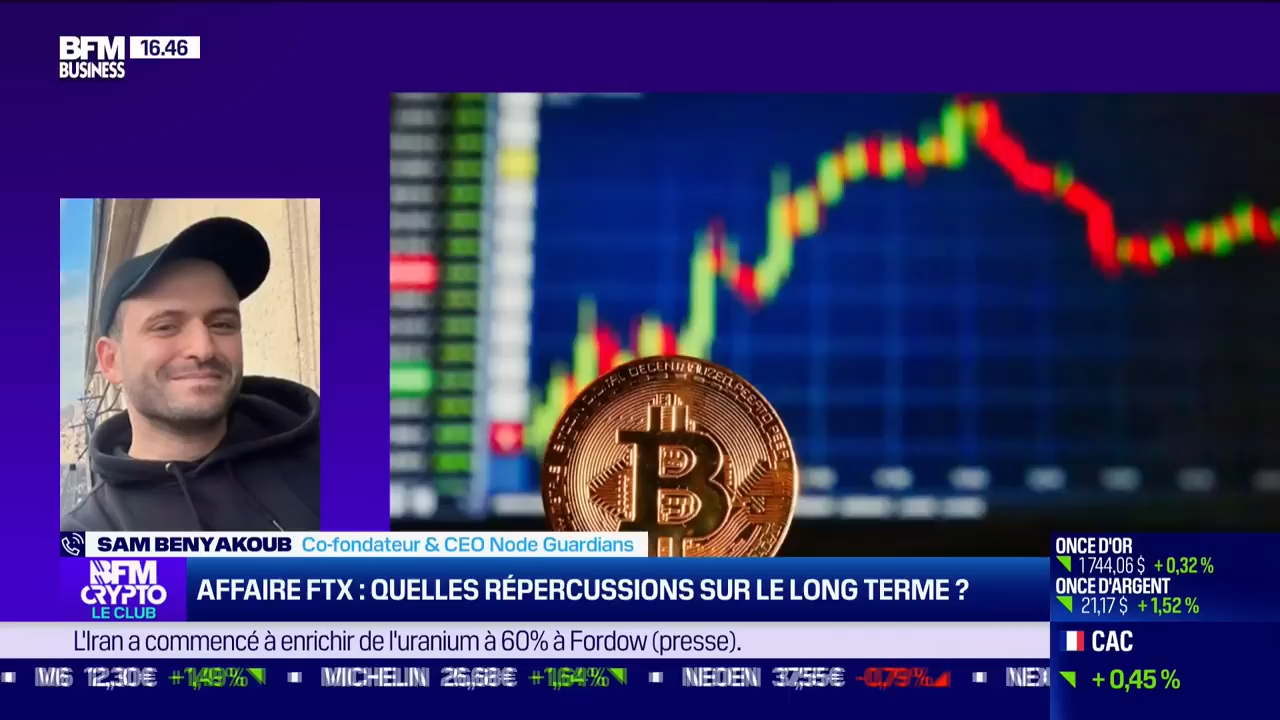 BFM
BUSINESS
16.46
B
SAM BENYAKOUB Co-fondateur & CEO Node Guardians
BFM
CRYPTO
LE CLUB
AFFAIRE FTX : QUELLES RÉPERCUSSIONS SUR LE LONG TERME ?
ONCE D'OR
1744,06 $ +0,32 %
ONCE D'ARGENT
21,17 $ +1,52 %
CAC
+0,45 %
L'Iran a commencé à enrichir de l'uranium à 60% à Fordow (presse).
M6 12,30€ +1,49% MICHELIN 26,68€ +1,64% NEOEN 37,55€ -0,79% NEX